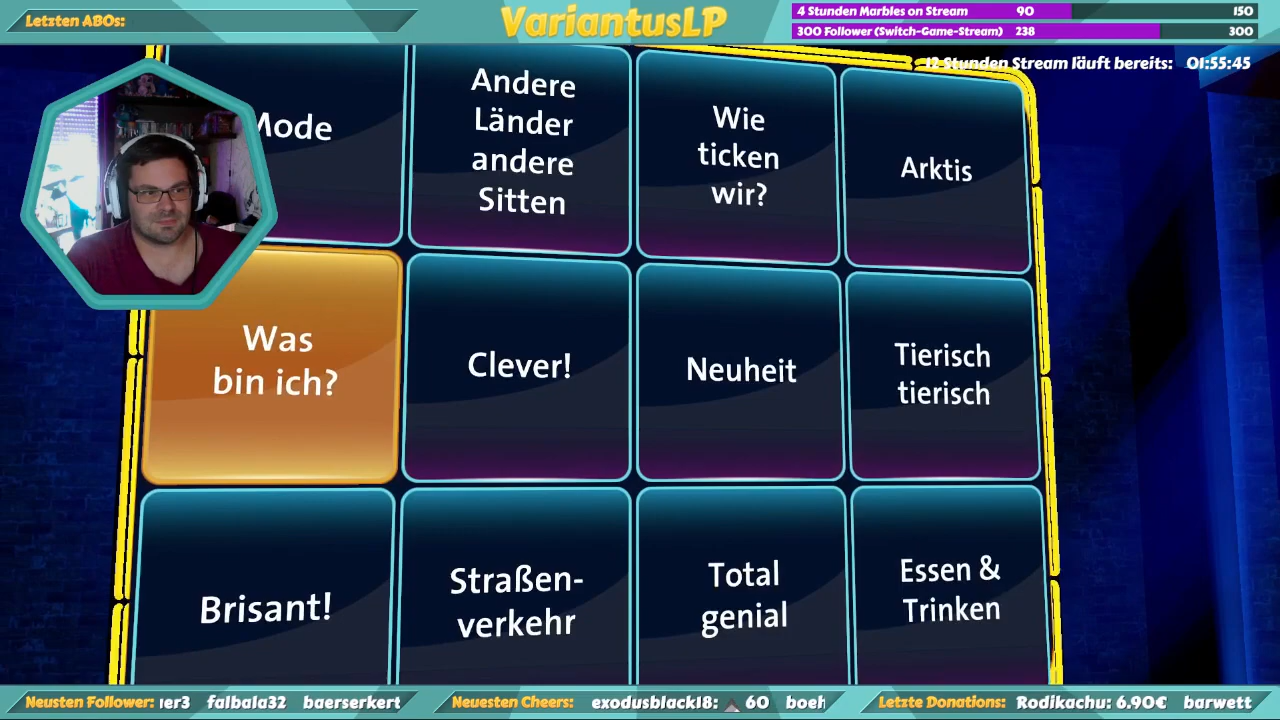 Letzten ABOs:
VariantusLP
4 Stunden Marbles on Stream 90 150
300 Follower (Switch-Game-Stream) 238 300
12 Stunden Stream läuft bereits: 01:55:45
Mode
Andere
Länder
andere
Sitten
Wie
ticken
wir?
Arktis
Was
bin ich?
Clever!
Neuheit
Tierisch
tierisch
Brisant!
Straßen-
verkehr
Total
genial
Essen &
Trinken
Neusten Follower: ier3 falbala32 baerserkert
Neuesten Cheers: exodusblack18: 60 boeh
Letzte Donations: Rodikachu: 6.90€ barwett